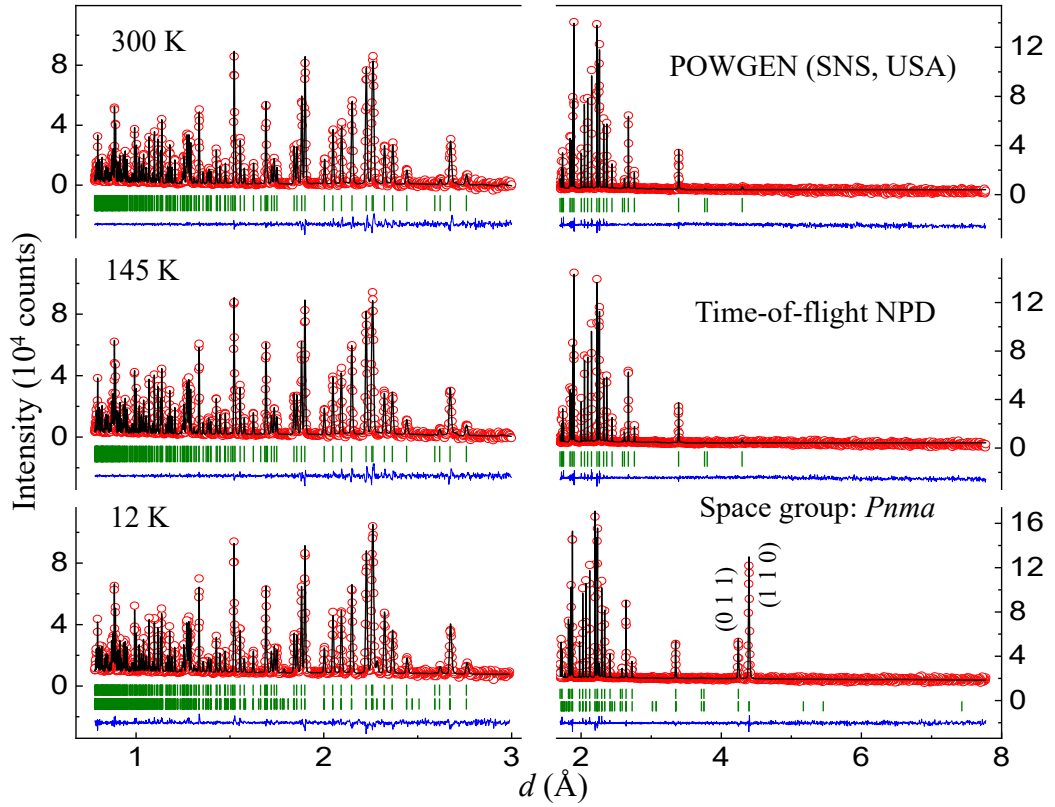 300 K
POWGEN (SNS, USA)
8
4
0
12
8
4
0
145 K
Time-of-flight NPD
8
4
0
12
8
4
0
12 K
Space group: Pnma
(0 1 1)
(1 1 0)
8
4
0
16
12
8
4
0
1
2
3
2
4
6
8
Intensity (10⁴ counts)
d (Å)